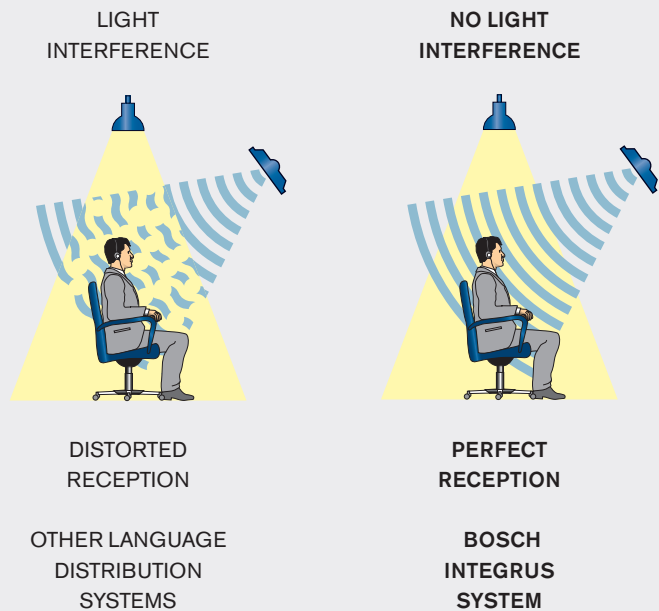 LIGHT
INTERFERENCE
NO LIGHT
INTERFERENCE
DISTORTED
RECEPTION
PERFECT
RECEPTION
OTHER LANGUAGE
DISTRIBUTION
SYSTEMS
BOSCH
INTEGRUS
SYSTEM